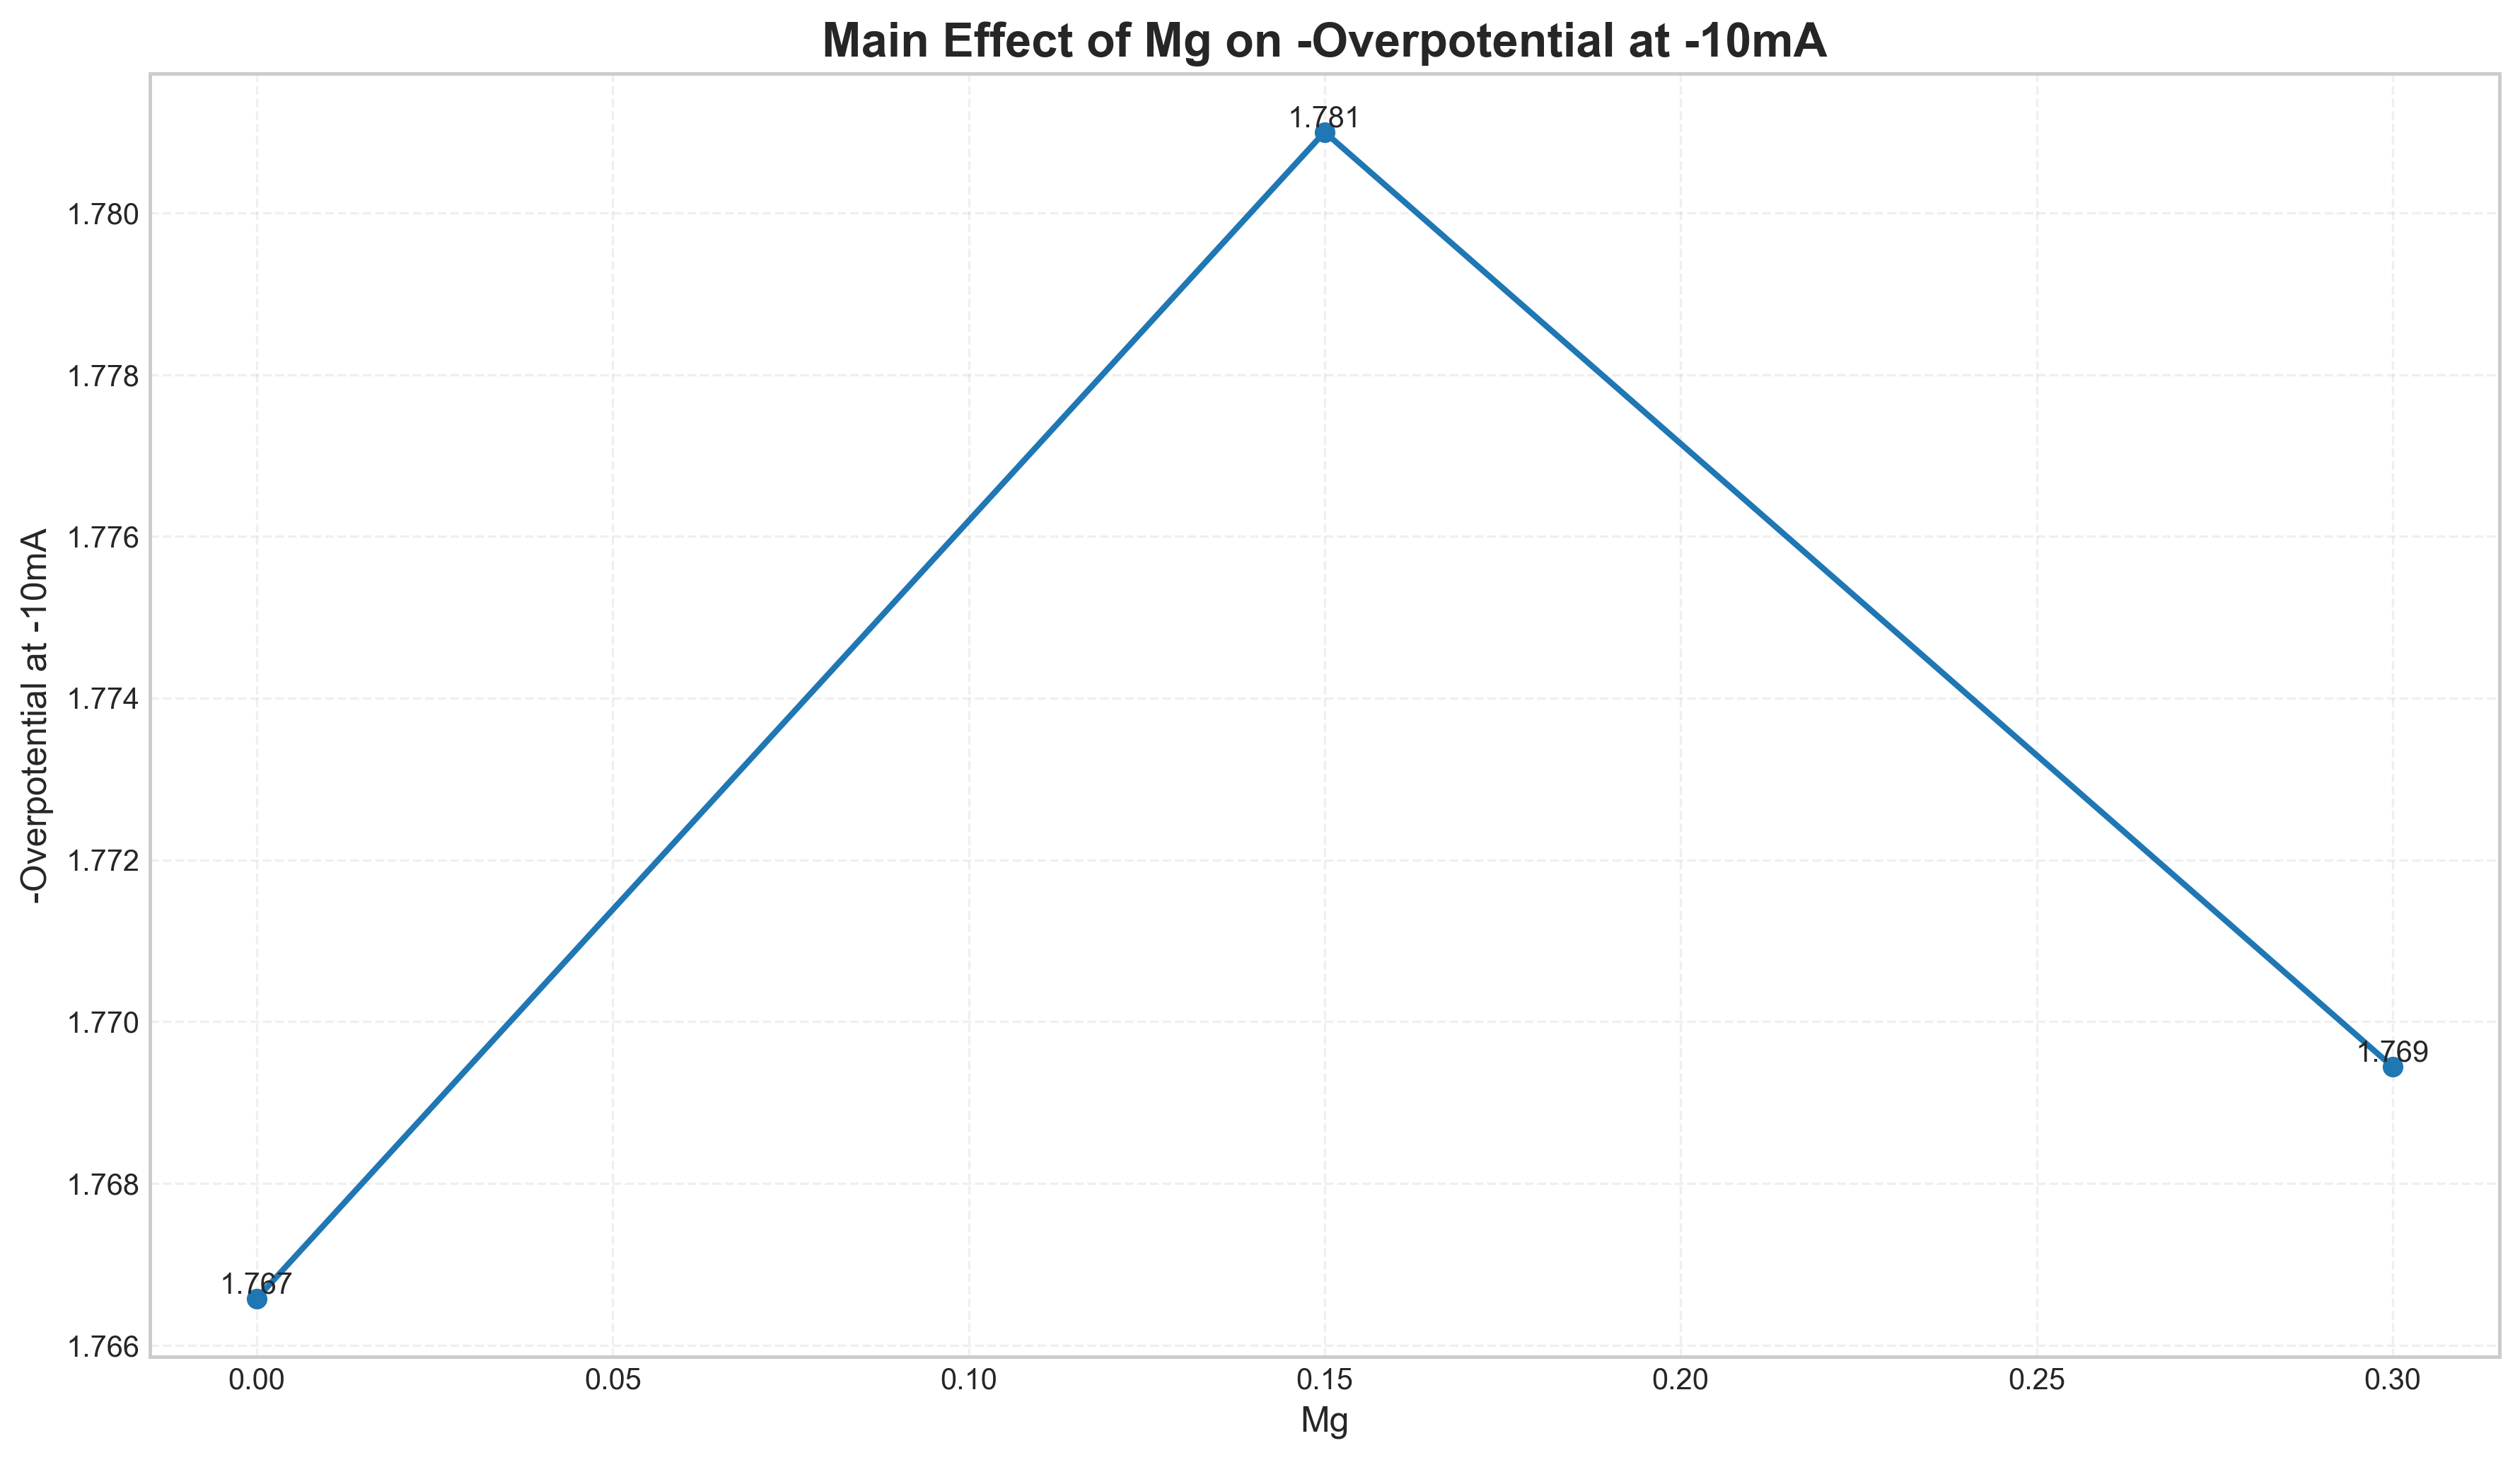 Main Effect of Mg on -Overpotential at -10mA
-Overpotential at -10mA
1.780
1.778
1.776
1.774
1.772
1.770
1.768
1.766
1.781
1.769
1.767
0.00 0.05 0.10 0.15 0.20 0.25 0.30
Mg